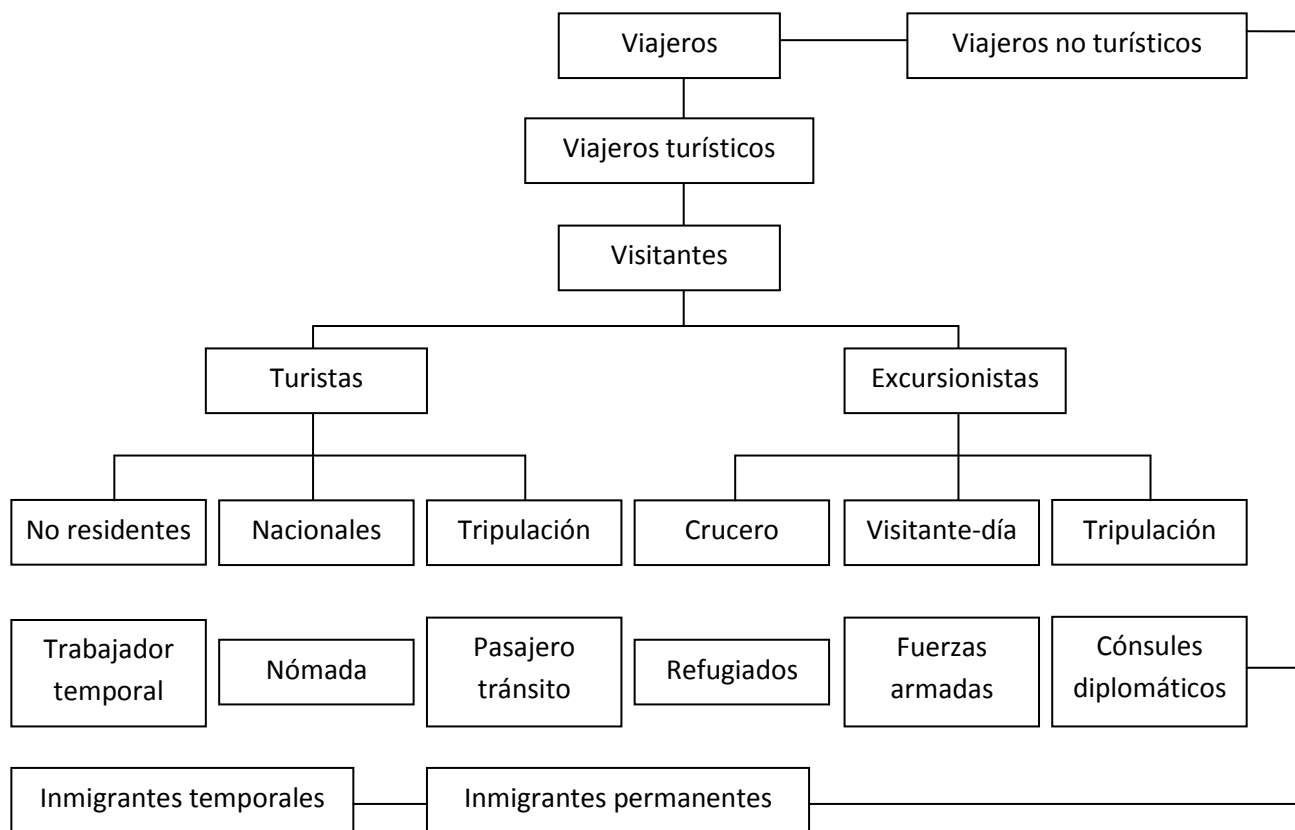 Viajeros
Viajeros no turísticos
Viajeros turísticos
Visitantes
Turistas
Excursionistas
No residentes
Nacionales
Tripulación
Crucero
Visitante-día
Tripulación
Trabajador
temporal
Nómada
Pasajero
tránsito
Refugiados
Fuerzas
armadas
Cónsules
diplomáticos
Inmigrantes temporales
Inmigrantes permanentes